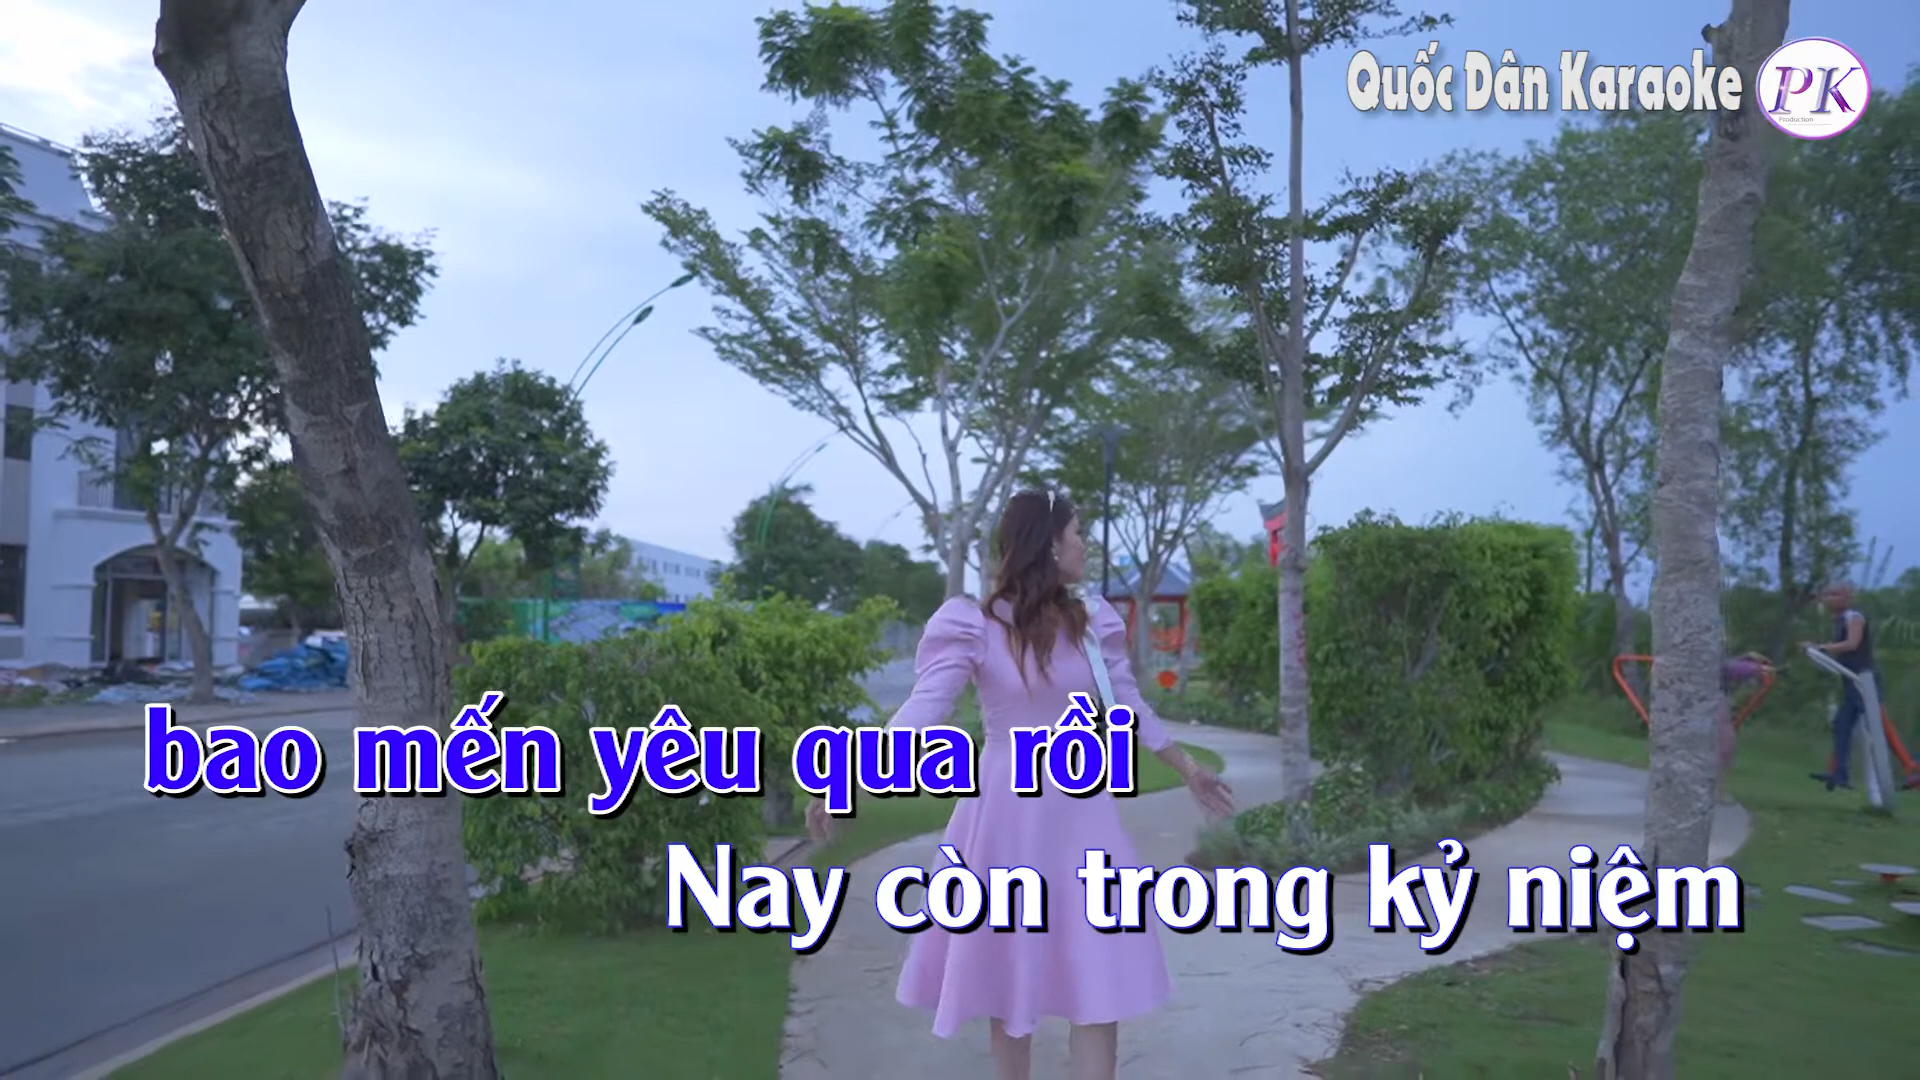 Quốc Dân Karaoke
PK
Production
bao mến yêu qua rồi
Nay còn trong kỷ niệm